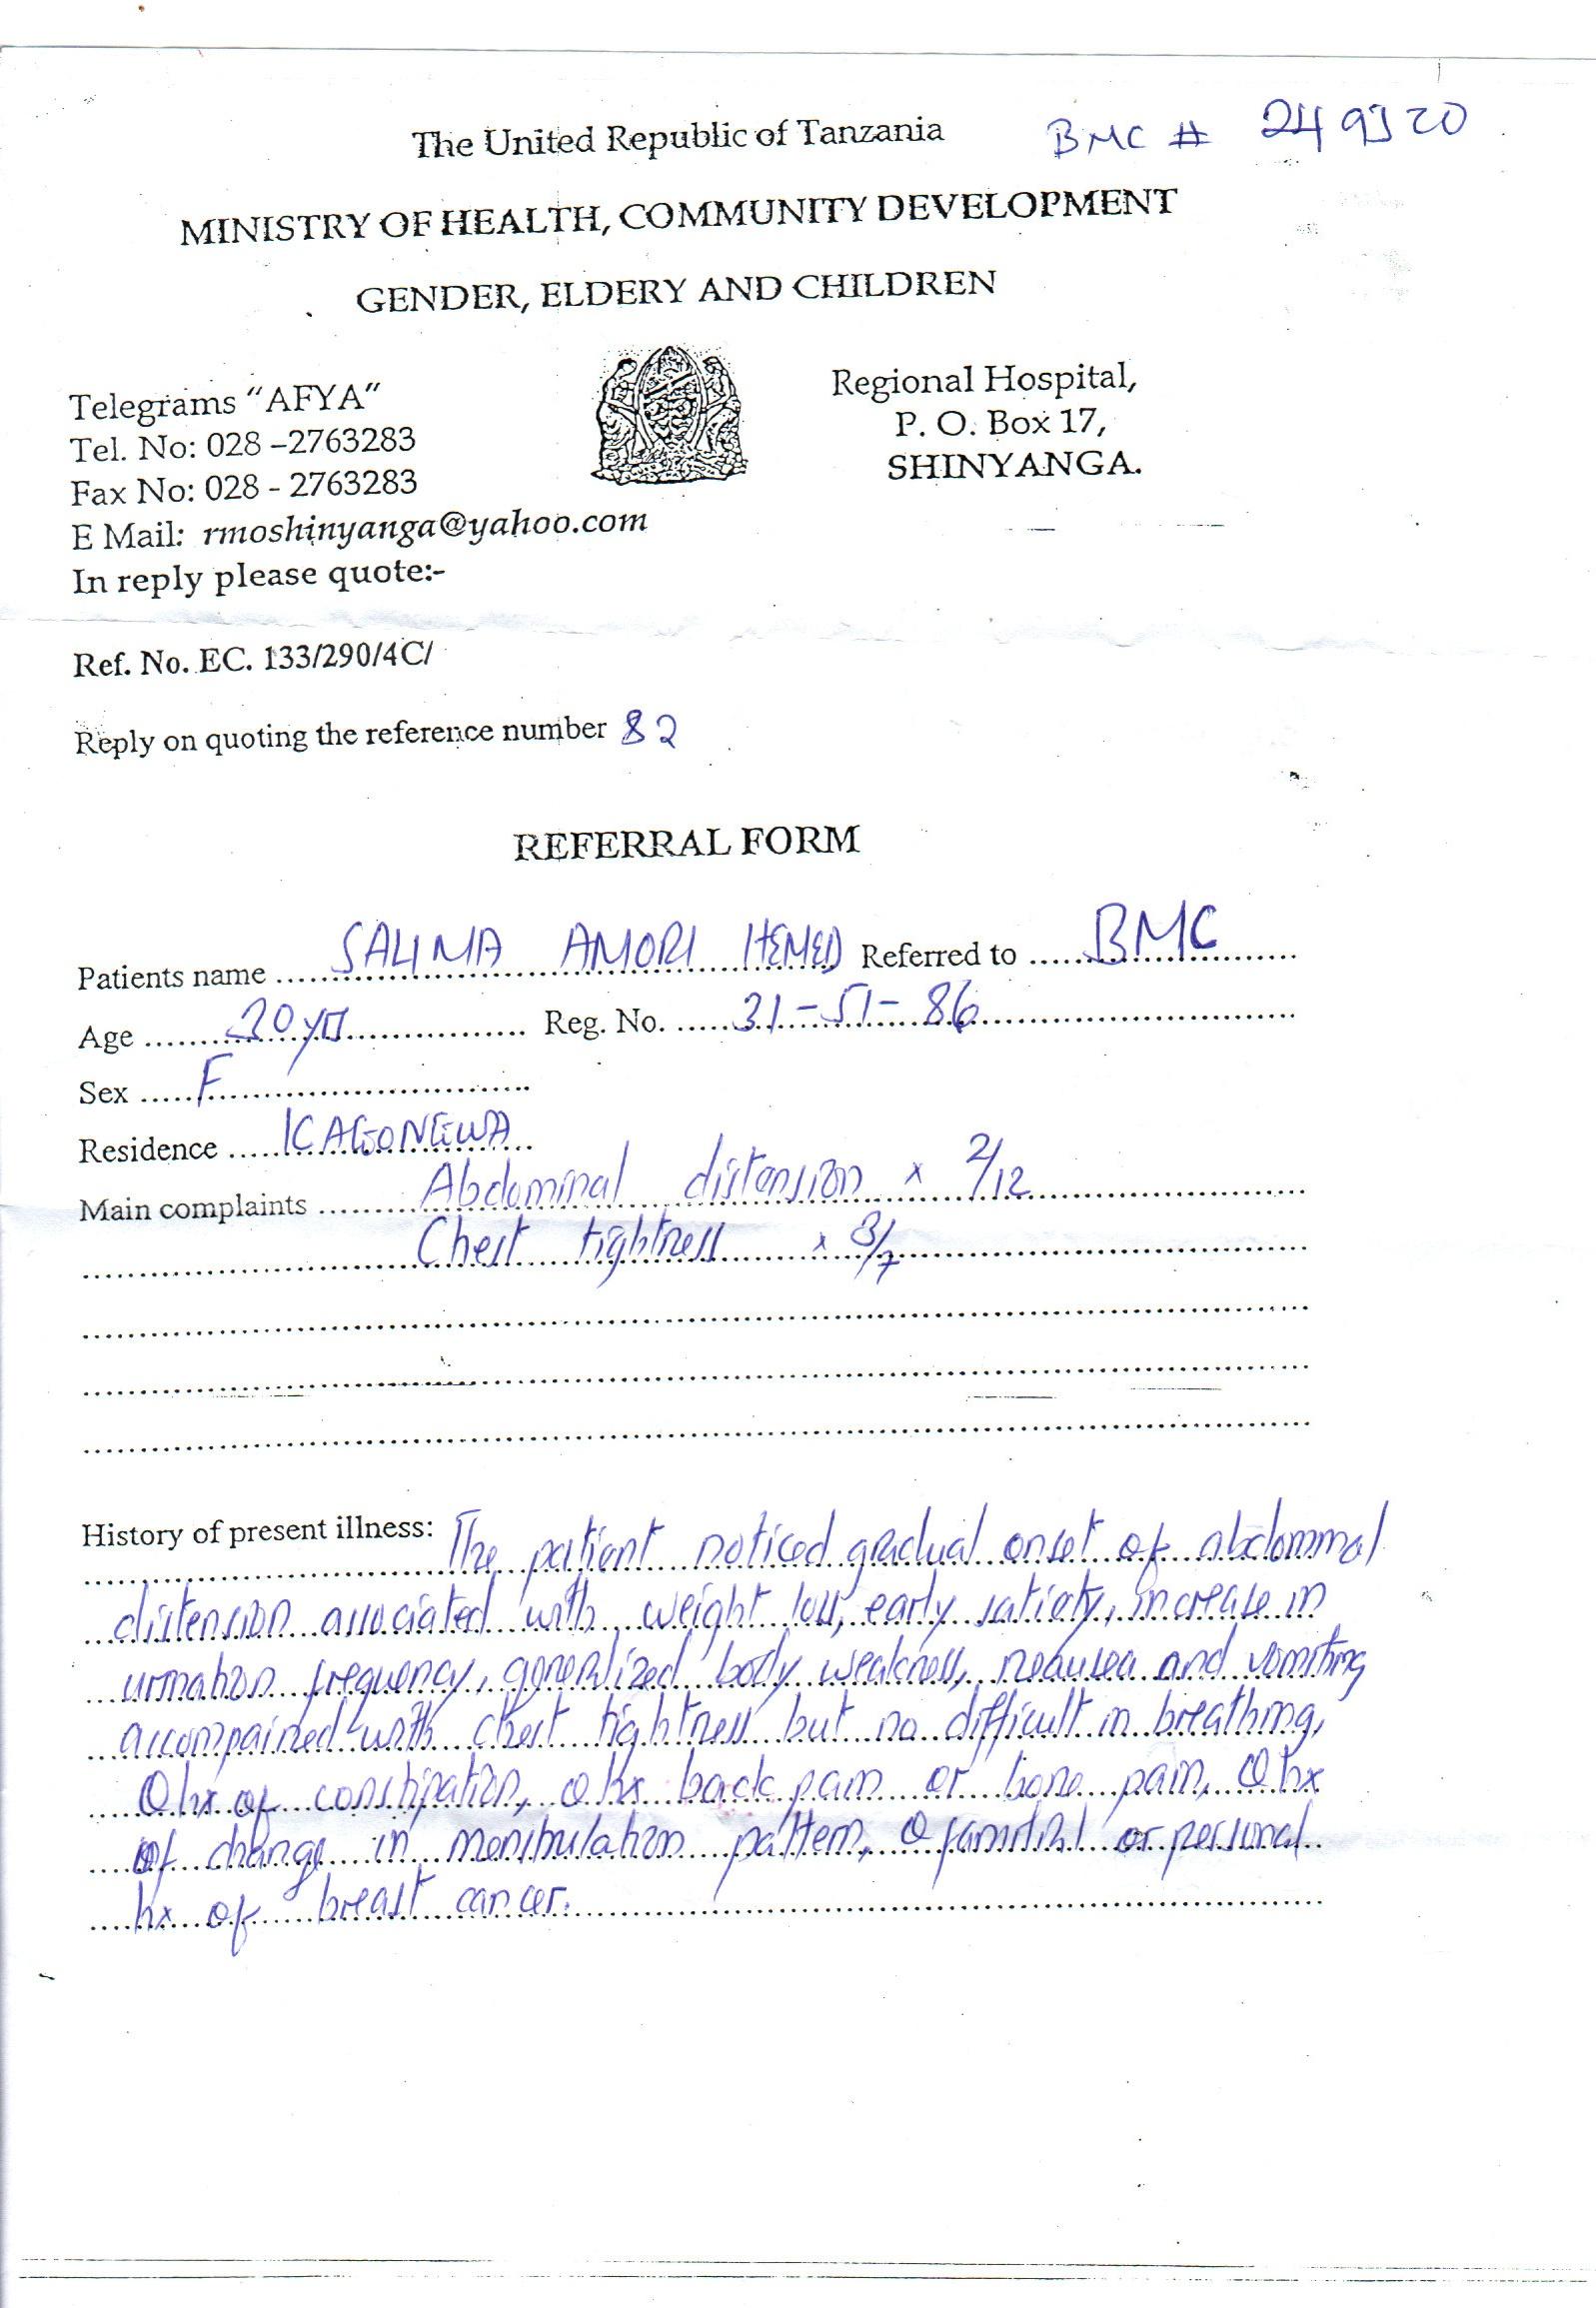 The United Republic of Tanzania
BMC #
MINISTRY OF HEALTH, COMMUNITY DEVELOPMENT
GENDER, ELDERY AND CHILDREN
Telegrams "AFYA"
Tel. No: 028 –2763283
Fax No: 028 - 2763283
E Mail: rmoshinyanga@yahoo.com
In reply please quote:-
Regional Hospital,
P. O. Box 17,
SHINYANGA.
Ref. No. EC. 133/290/4C/
Reply on quoting the reference number 82
REFERRAL FORM
Patients name SALIMA AMORI HEMED Referred to BMC
Age Reg. No. 31-51-86
Sex F
Residence
Main complaints Abdominal distension x 2/12
Chest tightness x 3/7
History of present illness: The patient noticed gradual onset of abdominal
distension associated with weight loss, early satiety, increase in
urination frequency, generalized body weakness, neausea and vomiting
accompained with chest tightness but no difficult in breathing,
hx of constipation, hx back pain or bone pain, hx
of change in menstrulation pattern, familial or personal
hx of breast cancer.